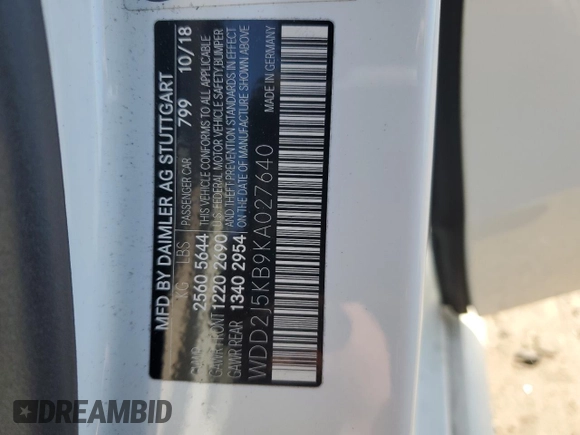 MFD BY DAIMLER AG STUTTGART
KG LBS PASSENGER CAR 799 10/18
2560 5644 THIS VEHICLE CONFORMS TO ALL APPLICABLE
GAWR FRONT 1220 2690 U.S. FEDERAL MOTOR VEHICLE SAFETY, BUMPER
GAWR REAR 1340 2954 AND THEFT PREVENTION STANDARDS IN EFFECT
ON THE DATE OF MANUFACTURE SHOWN ABOVE
WDD2J5KB9KA027640 MADE IN GERMANY
DREAMBID